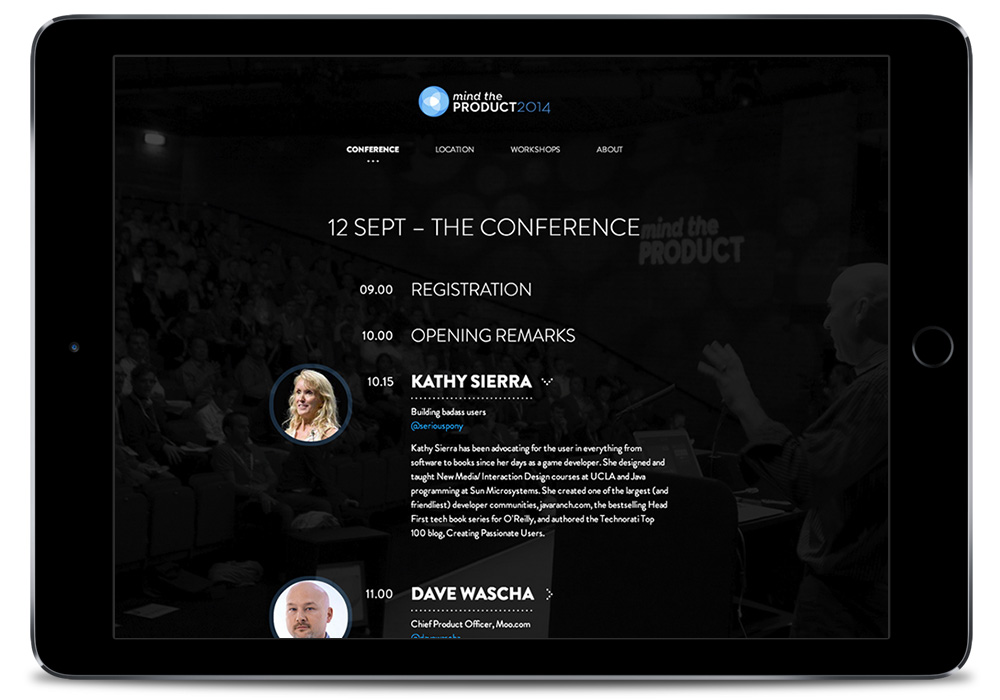 mind the
PRODUCT2014
CONFERENCE LOCATION WORKSHOPS ABOUT
12 SEPT – THE CONFERENCE
mind the
PRODUCT
09.00 REGISTRATION
10.00 OPENING REMARKS
10.15 KATHY SIERRA
Building badass users
@seriouspony
Kathy Sierra has been advocating for the user in everything from
software to books since her days as a game developer. She designed and
taught New Media/ Interaction Design courses at UCLA and Java
programming at Sun Microsystems. She created one of the largest (and
friendliest) developer communities, javaranch.com, the bestselling Head
First tech book series for O'Reilly, and authored the Technorati Top
100 blog, Creating Passionate Users.
11.00 DAVE WASCHA
Chief Product Officer, Moo.com